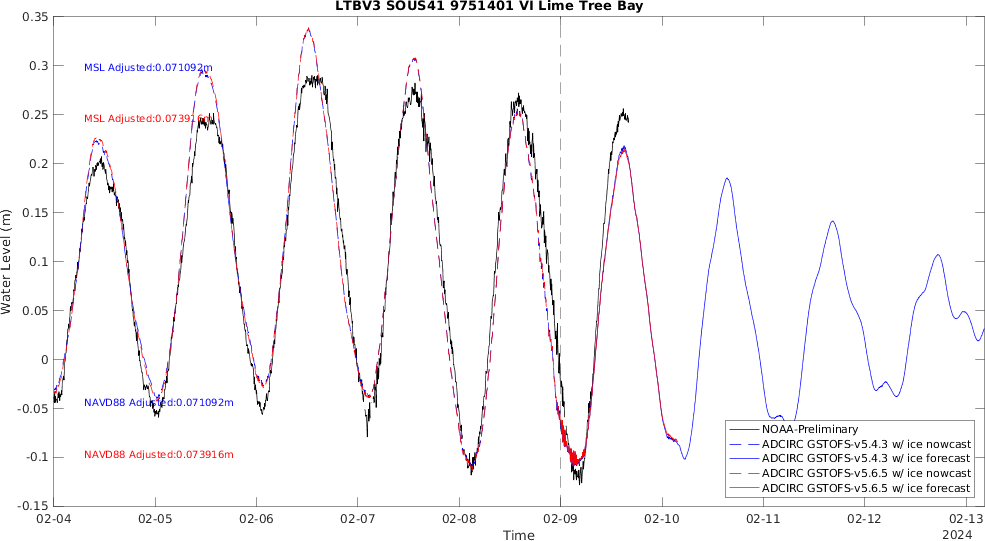 LTBV3 SOUS41 9751401 VI Lime Tree Bay
0.35
0.3
0.25
0.2
0.15
0.1
0.05
0
-0.05
-0.1
-0.15
Water Level (m)
MSL Adjusted:0.071092m
MSL Adjusted:0.073916m
NAVD88 Adjusted:0.071092m
NAVD88 Adjusted:0.073916m
NOAA-Preliminary
ADCIRC GSTOFS-v5.4.3 w/ ice nowcast
ADCIRC GSTOFS-v5.4.3 w/ ice forecast
ADCIRC GSTOFS-v5.6.5 w/ ice nowcast
ADCIRC GSTOFS-v5.6.5 w/ ice forecast
02-04 02-05 02-06 02-07 02-08 02-09 02-10 02-11 02-12 02-13
Time
2024